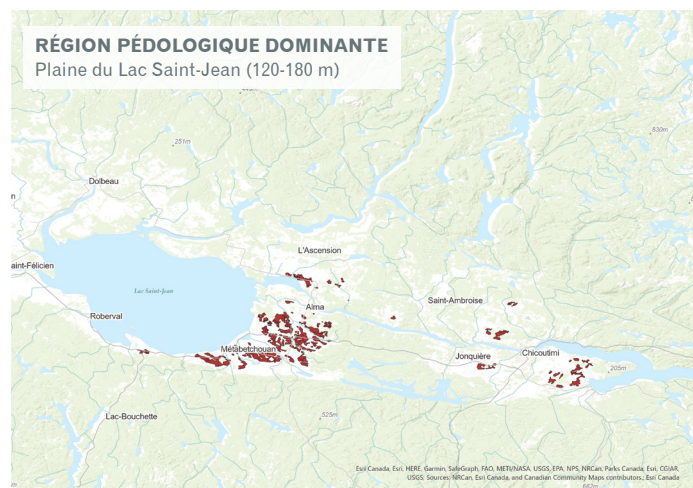 RÉGION PÉDOLOGIQUE DOMINANTE
Plaine du Lac Saint-Jean (120-180 m)
251m
830m
Dolbeau
n
L'Ascension
aint-Félicien
Lac Saint-Jean
Saint-Ambroise
Alma
Roberval
Métabetchouan
Jonquière
Chicoutimi
205m
Lac-Bouchette
525m
Esri Canada, Esri, HERE, Garmin, SafeGraph, FAO, METI/NASA, USGS, EPA, NPS, NRCan, Parks Canada, Esri, CGIAR,
USGS, Sources: NRCan, Esri Canada, and Canadian Community Maps contributors., Esri Canada